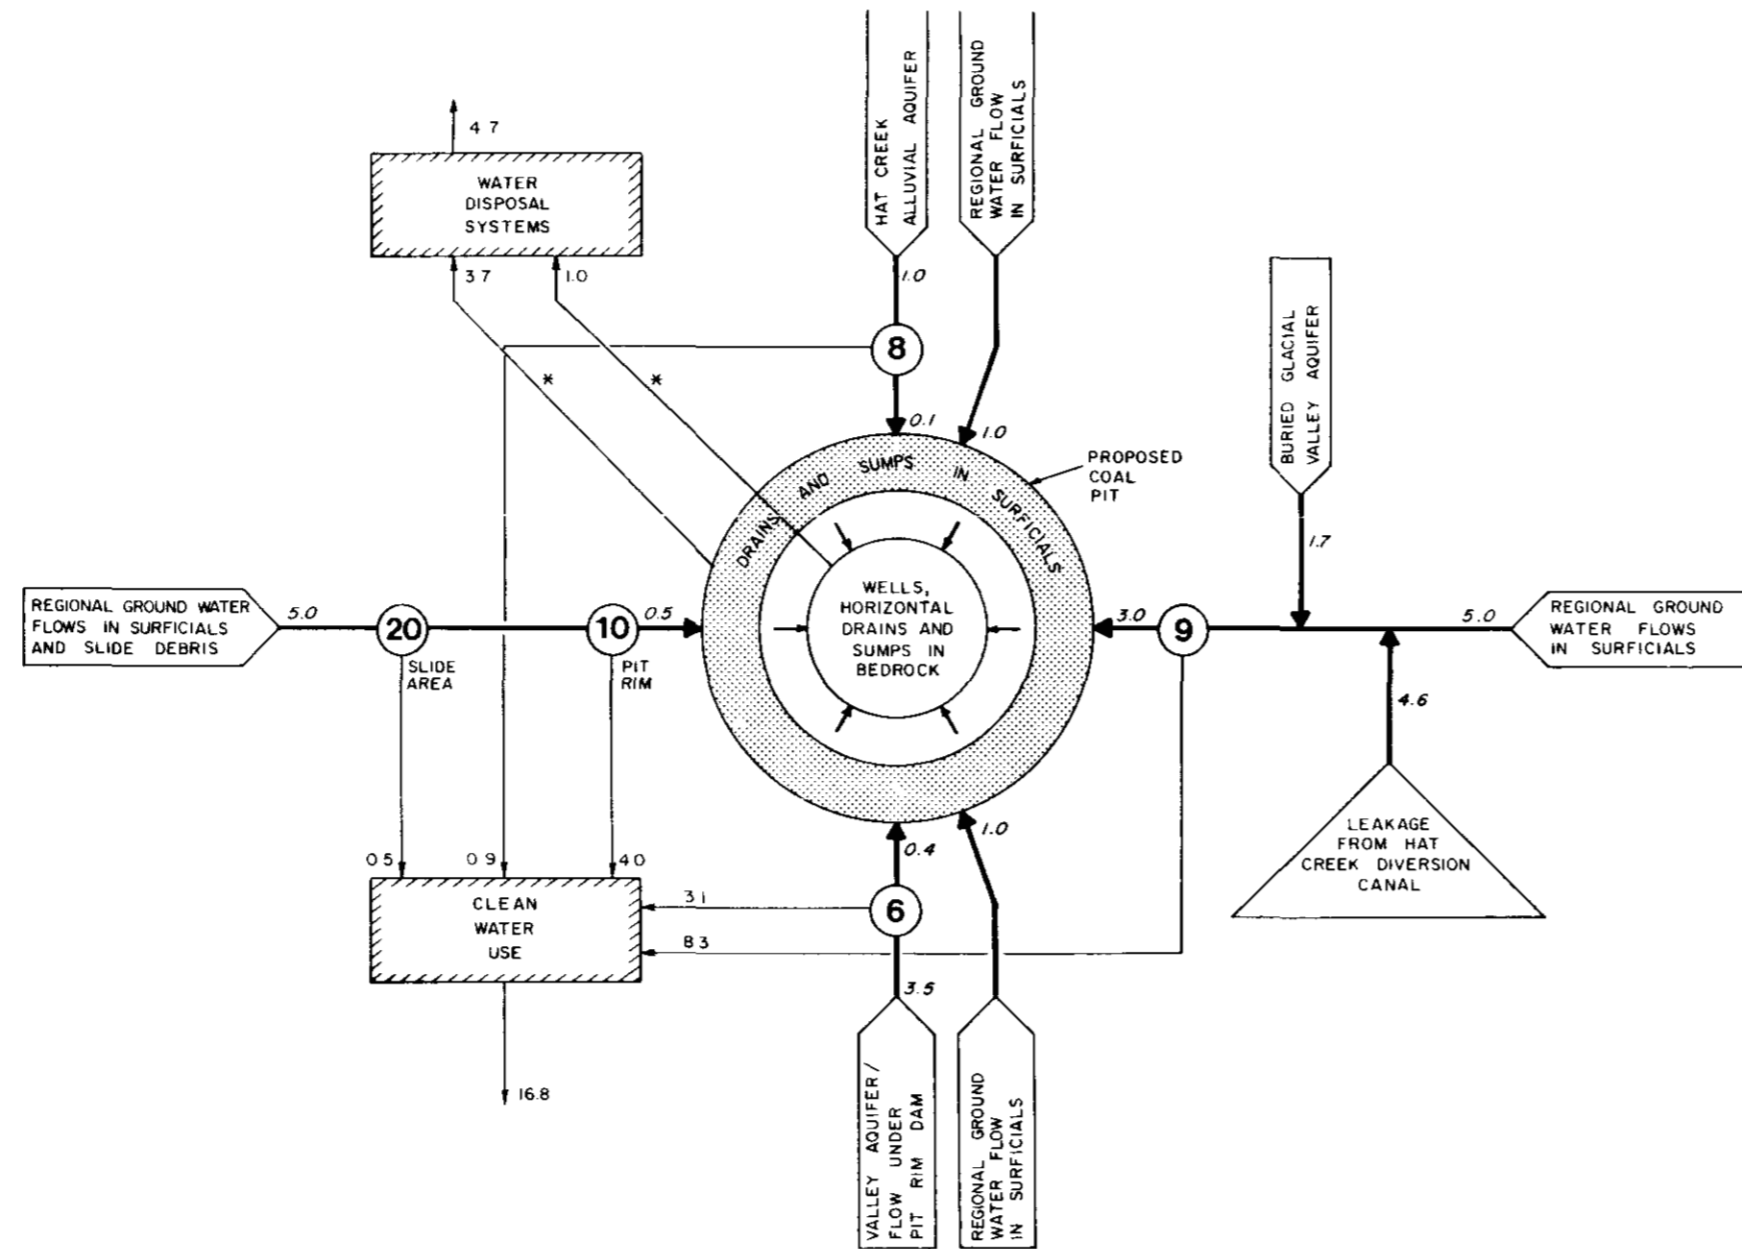 HAT CREEK
ALLUVIAL AQUIFER
REGIONAL GROUND
WATER FLOW
IN SURFICIALS
4 7
WATER
DISPOSAL
SYSTEMS
3.7
1.0
1.0
8
BURIED GLACIAL
VALLEY AQUIFER
*
*
0.1
1.0
PROPOSED
COAL
PIT
DRAINS AND SUMPS IN SURFICIALS
1.7
REGIONAL GROUND WATER
FLOWS IN SURFICIALS
AND SLIDE DEBRIS
5.0
20
SLIDE
AREA
10
PIT
RIM
0.5
WELLS,
HORIZONTAL
DRAINS AND
SUMPS IN
BEDROCK
3.0
9
5.0
REGIONAL GROUND
WATER FLOWS
IN SURFICIALS
4.6
LEAKAGE
FROM HAT
CREEK DIVERSION
CANAL
0 5
0 9
4 0
CLEAN
WATER
USE
3 1
8 3
0.4
1.0
6
3.5
16.8
VALLEY AQUIFER/
FLOW UNDER
PIT RIM DAM
REGIONAL GROUND
WATER FLOW
IN SURFICIALS